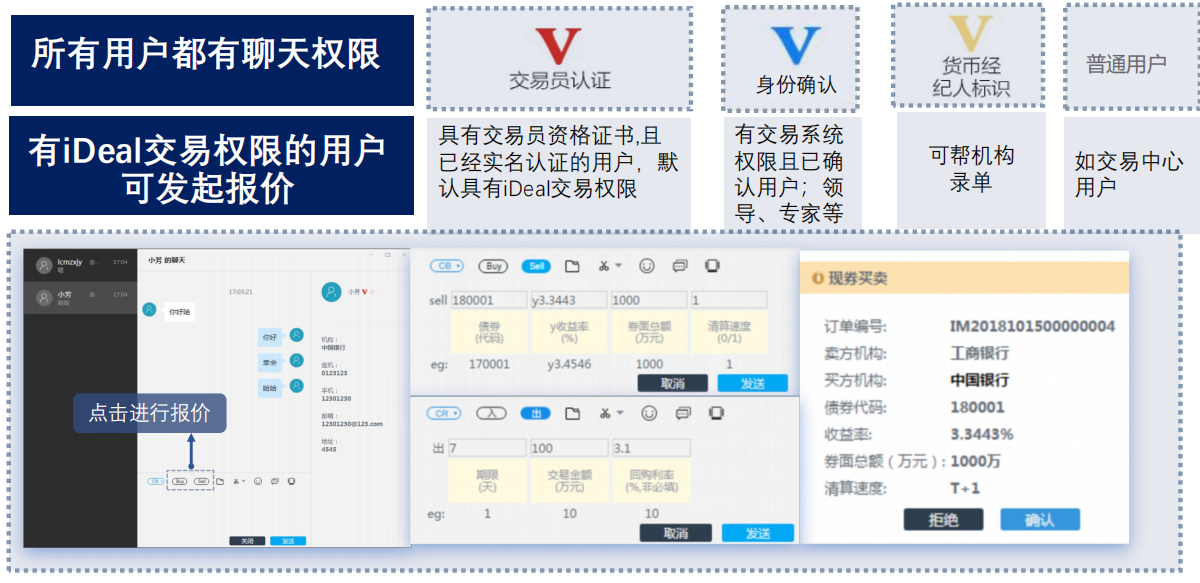 所有用户都有聊天权限
有iDeal交易权限的用户
可发起报价
交易员认证
具有交易员资格证书,且
已经实名认证的用户，默
认具有iDeal交易权限
身份确认
有交易系统
权限且已确
认用户；领
导、专家等
货币经
纪人标识
可帮机构
录单
普通用户
如交易中心
用户
lcmzxjy @... 17:04
嗯
小芳 @... 17:04
哈哈
小芳 的聊天
17:03:21
你好哈
你好
幸会
哈哈
小芳
机构：
中国银行
座机：
0123123
手机：
12301230
邮箱：
12301230@123.com
地址：
4545
点击进行报价
CB Buy Sell
关闭 发送
CB Buy Sell
sell 180001 y3.3443 1000 1
债券 y收益率 券面总额 清算速度
(代码) (%) (万元) (0/1)
eg: 170001 y3.4546 1000 1
取消 发送
CR 入 出
出 7 100 3.1
期限 交易金额 回购利率
(天) (万元) (%,非必填)
eg: 1 10 10
取消 发送
现券买卖
订单编号: IM2018101500000004
卖方机构: 工商银行
买方机构: 中国银行
债券代码: 180001
收益率: 3.3443%
券面总额（万元）: 1000万
清算速度: T+1
拒绝 确认